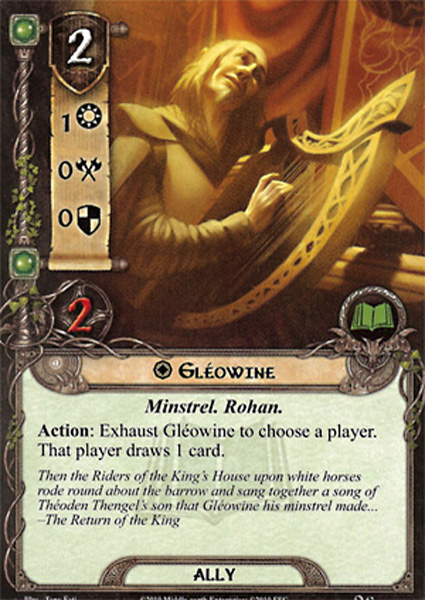 2
1
0
0
2
Gléowine
Minstrel. Rohan.
Action: Exhaust Gléowine to choose a player.
That player draws 1 card.
Then the Riders of the King's House upon white horses
rode round about the barrow and sang together a song of
Théoden Thengel's son that Gléowine his minstrel made...
–The Return of the King
ALLY